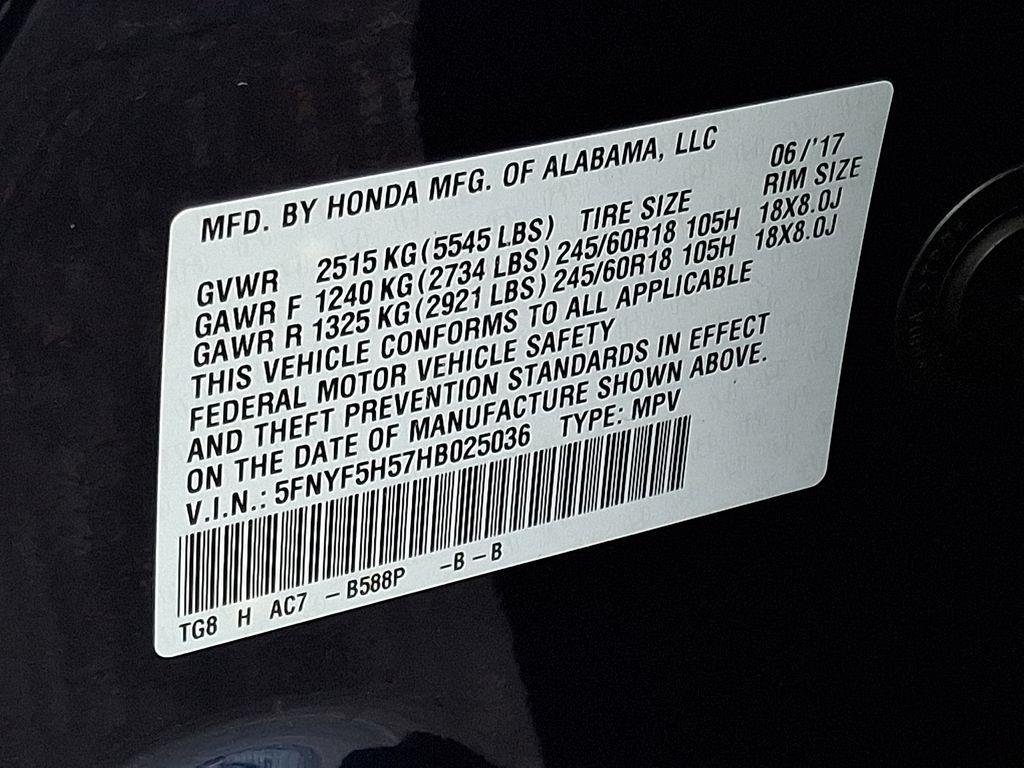 MFD. BY HONDA MFG. OF ALABAMA, LLC 06/'17
GVWR 2515 KG (5545 LBS) TIRE SIZE RIM SIZE
GAWR F 1240 KG (2734 LBS) 245/60R18 105H 18X8.0J
GAWR R 1325 KG (2921 LBS) 245/60R18 105H 18X8.0J
THIS VEHICLE CONFORMS TO ALL APPLICABLE
FEDERAL MOTOR VEHICLE SAFETY
AND THEFT PREVENTION STANDARDS IN EFFECT
ON THE DATE OF MANUFACTURE SHOWN ABOVE.
V.I.N.: 5FNYF5H57HB025036 TYPE: MPV
TG8 H AC7 – B588P –B – B